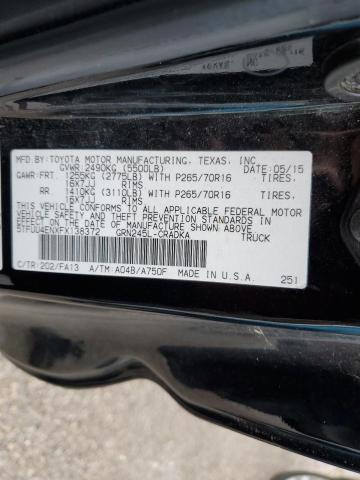 MFD.BY:TOYOTA MOTOR MANUFACTURING, TEXAS, INC.
GVWR:2490KG (5500LB) DATE:05/15
GAWR:FRT. 1255KG (2775LB) WITH P265/70R16 TIRES,
16X7JJ RIMS
RR. 1410KG (3110LB) WITH P265/70R16 TIRES,
16X7JJ RIMS
THIS VEHICLE CONFORMS TO ALL APPLICABLE FEDERAL MOTOR
VEHICLE SAFETY AND THEFT PREVENTION STANDARDS IN
EFFECT ON THE DATE OF MANUFACTURE SHOWN ABOVE.
5TFUU4ENXFX138372 GRN245L-CRADKA TRUCK
C/TR:202/FA13 A/TM:A04B/A750F MADE IN U.S.A. 251